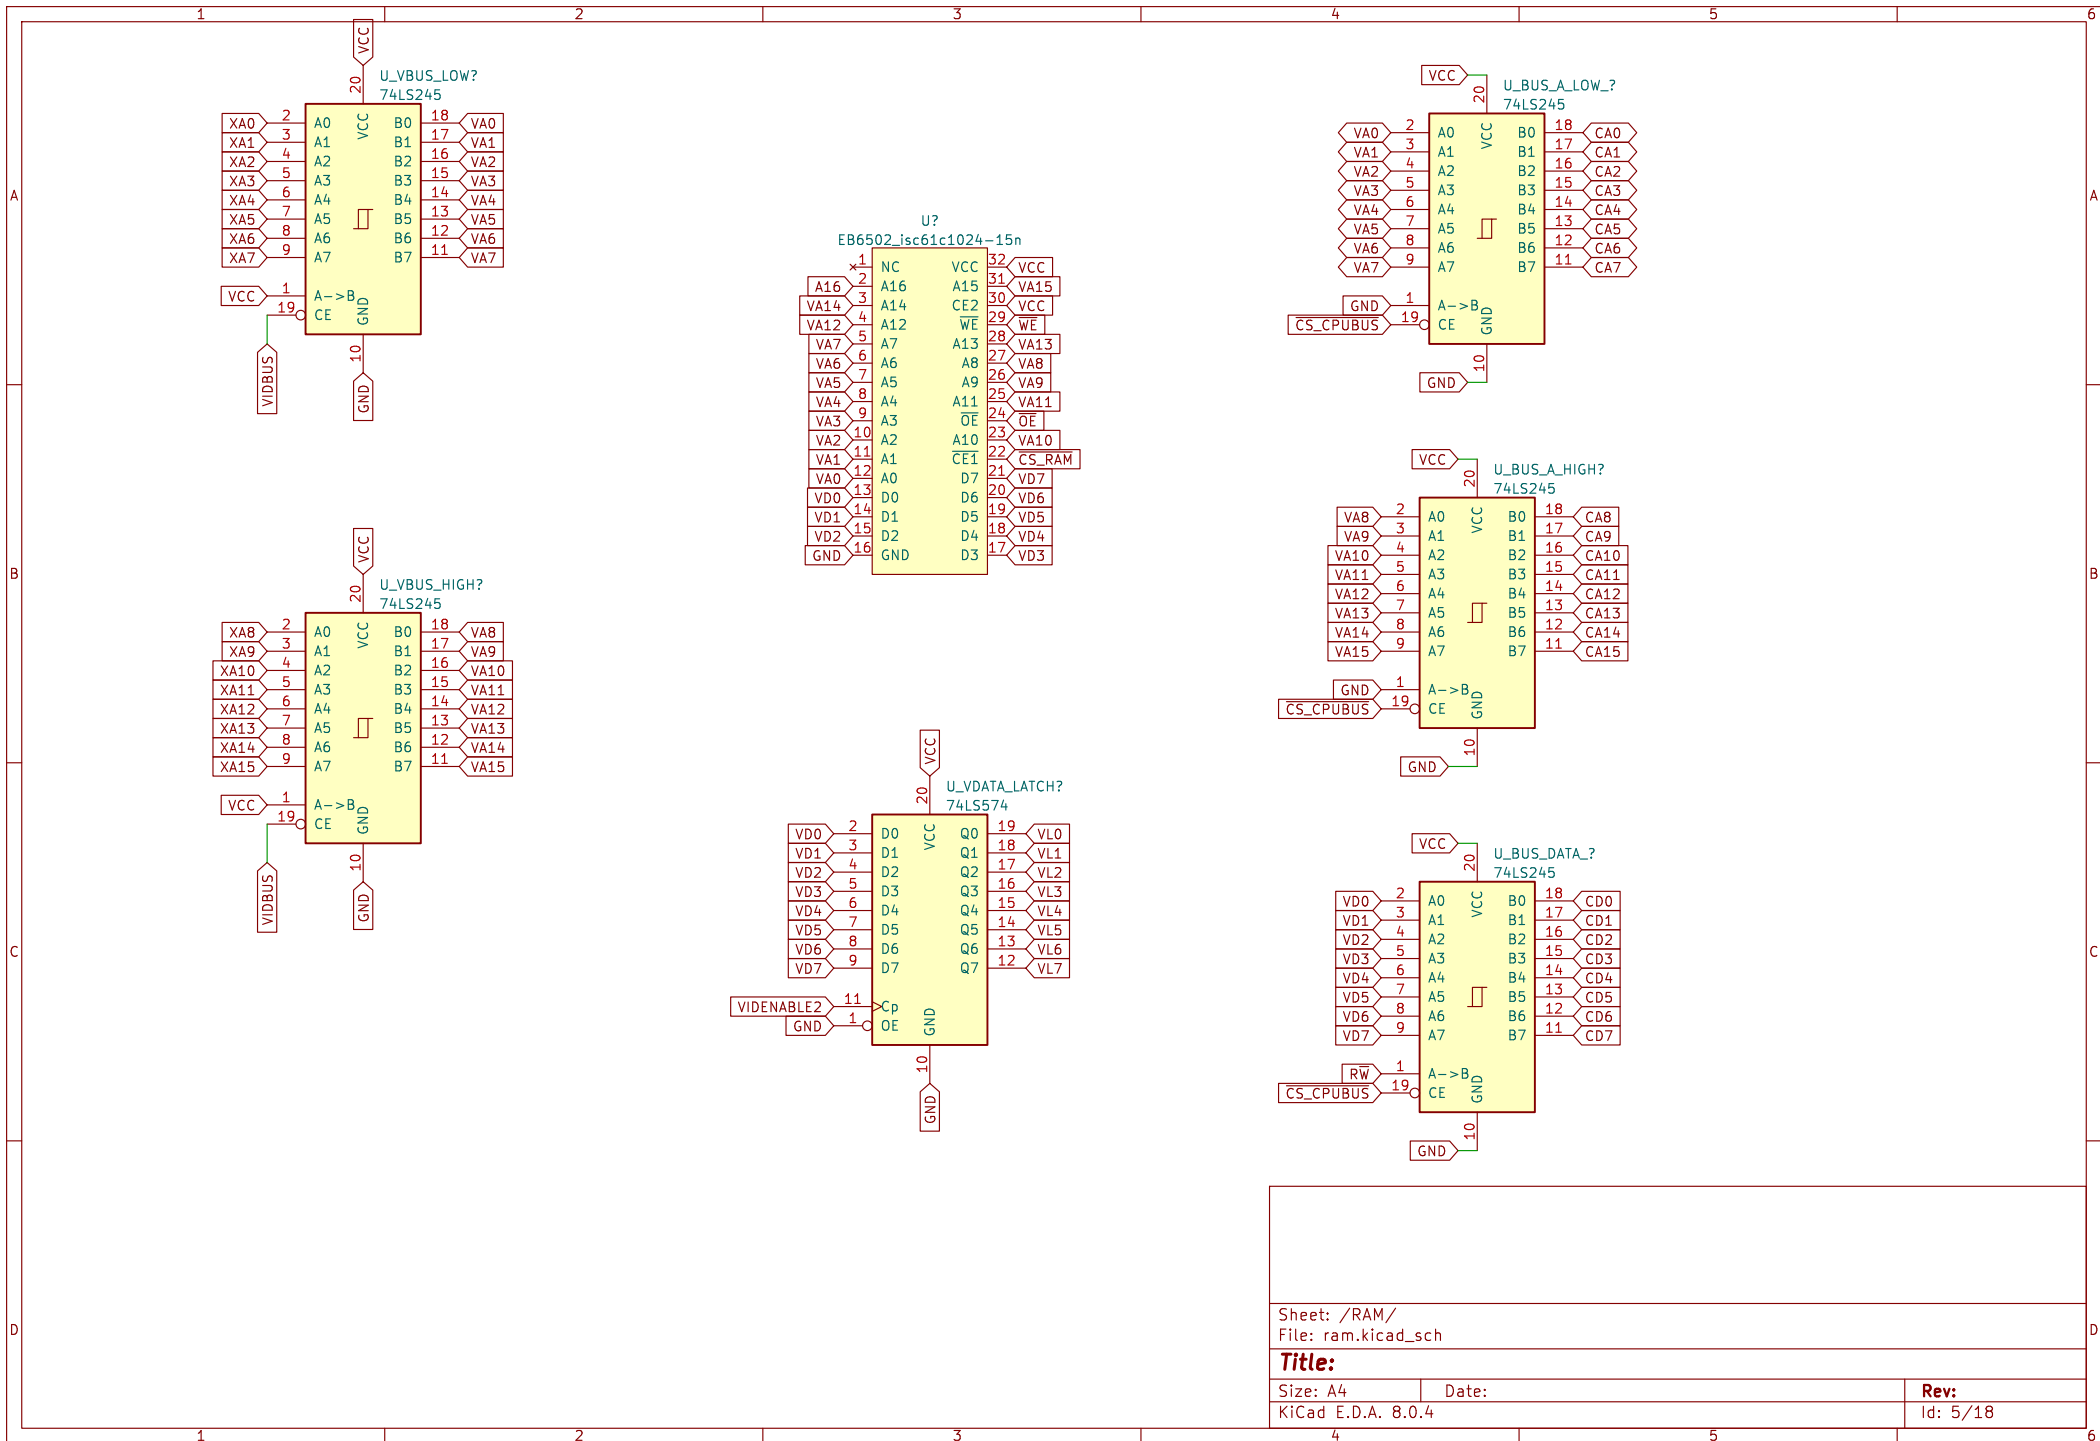 1 2 3 4 5 6
A B C D
A B C D
1 2 3 4 5 6
VCC
20
U_VBUS_LOW?
74LS245
XA0 2 A0 VCC B0 18 VA0
XA1 3 A1 B1 17 VA1
XA2 4 A2 B2 16 VA2
XA3 5 A3 B3 15 VA3
XA4 6 A4 B4 14 VA4
XA5 7 A5 B5 13 VA5
XA6 8 A6 B6 12 VA6
XA7 9 A7 B7 11 VA7
VCC 1 A->B
19 CE GND
10
VIDBUS
GND
VCC
20
U_VBUS_HIGH?
74LS245
XA8 2 A0 VCC B0 18 VA8
XA9 3 A1 B1 17 VA9
XA10 4 A2 B2 16 VA10
XA11 5 A3 B3 15 VA11
XA12 6 A4 B4 14 VA12
XA13 7 A5 B5 13 VA13
XA14 8 A6 B6 12 VA14
XA15 9 A7 B7 11 VA15
VCC 1 A->B
19 CE GND
10
VIDBUS
GND
U?
EB6502_isc61c1024-15n
1 NC VCC 32 VCC
A16 2 A16 A15 31 VA15
VA14 3 A14 CE2 30 VCC
VA12 4 A12 WE 29 WE
VA7 5 A7 A13 28 VA13
VA6 6 A6 A8 27 VA8
VA5 7 A5 A9 26 VA9
VA4 8 A4 A11 25 VA11
VA3 9 A3 OE 24 OE
VA2 10 A2 A10 23 VA10
VA1 11 A1 CE1 22 CS_RAM
VA0 12 A0 D7 21 VD7
VD0 13 D0 D6 20 VD6
VD1 14 D1 D5 19 VD5
VD2 15 D2 D4 18 VD4
GND 16 GND D3 17 VD3
VCC
20
U_VDATA_LATCH?
74LS574
VD0 2 D0 VCC Q0 19 VL0
VD1 3 D1 Q1 18 VL1
VD2 4 D2 Q2 17 VL2
VD3 5 D3 Q3 16 VL3
VD4 6 D4 Q4 15 VL4
VD5 7 D5 Q5 14 VL5
VD6 8 D6 Q6 13 VL6
VD7 9 D7 Q7 12 VL7
VIDENABLE2 11 Cp
GND 1 OE GND
10
GND
VCC
20
U_BUS_A_LOW_?
74LS245
VA0 2 A0 VCC B0 18 CA0
VA1 3 A1 B1 17 CA1
VA2 4 A2 B2 16 CA2
VA3 5 A3 B3 15 CA3
VA4 6 A4 B4 14 CA4
VA5 7 A5 B5 13 CA5
VA6 8 A6 B6 12 CA6
VA7 9 A7 B7 11 CA7
GND 1 A->B
CS_CPUBUS 19 CE GND
10
GND
VCC
20
U_BUS_A_HIGH?
74LS245
VA8 2 A0 VCC B0 18 CA8
VA9 3 A1 B1 17 CA9
VA10 4 A2 B2 16 CA10
VA11 5 A3 B3 15 CA11
VA12 6 A4 B4 14 CA12
VA13 7 A5 B5 13 CA13
VA14 8 A6 B6 12 CA14
VA15 9 A7 B7 11 CA15
GND 1 A->B
CS_CPUBUS 19 CE GND
10
GND
VCC
20
U_BUS_DATA_?
74LS245
VD0 2 A0 VCC B0 18 CD0
VD1 3 A1 B1 17 CD1
VD2 4 A2 B2 16 CD2
VD3 5 A3 B3 15 CD3
VD4 6 A4 B4 14 CD4
VD5 7 A5 B5 13 CD5
VD6 8 A6 B6 12 CD6
VD7 9 A7 B7 11 CD7
RW 1 A->B
CS_CPUBUS 19 CE GND
10
GND
Sheet: /RAM/
File: ram.kicad_sch
Title:
Size: A4 Date: Rev:
KiCad E.D.A. 8.0.4 Id: 5/18